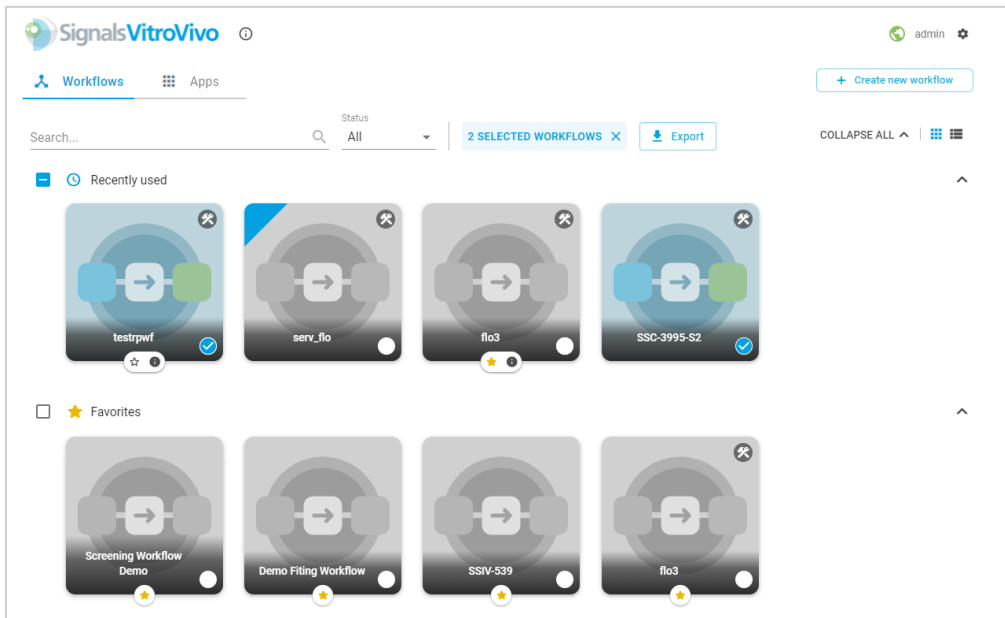 SignalsVitroVivo
admin
Workflows
Apps
+ Create new workflow
Search...
Status
All
2 SELECTED WORKFLOWS
Export
COLLAPSE ALL
Recently used
testrpwf
serv_flo
flo3
SSC-3995-S2
Favorites
Screening Workflow
Demo
Demo Fiting Workflow
SSIV-539
flo3